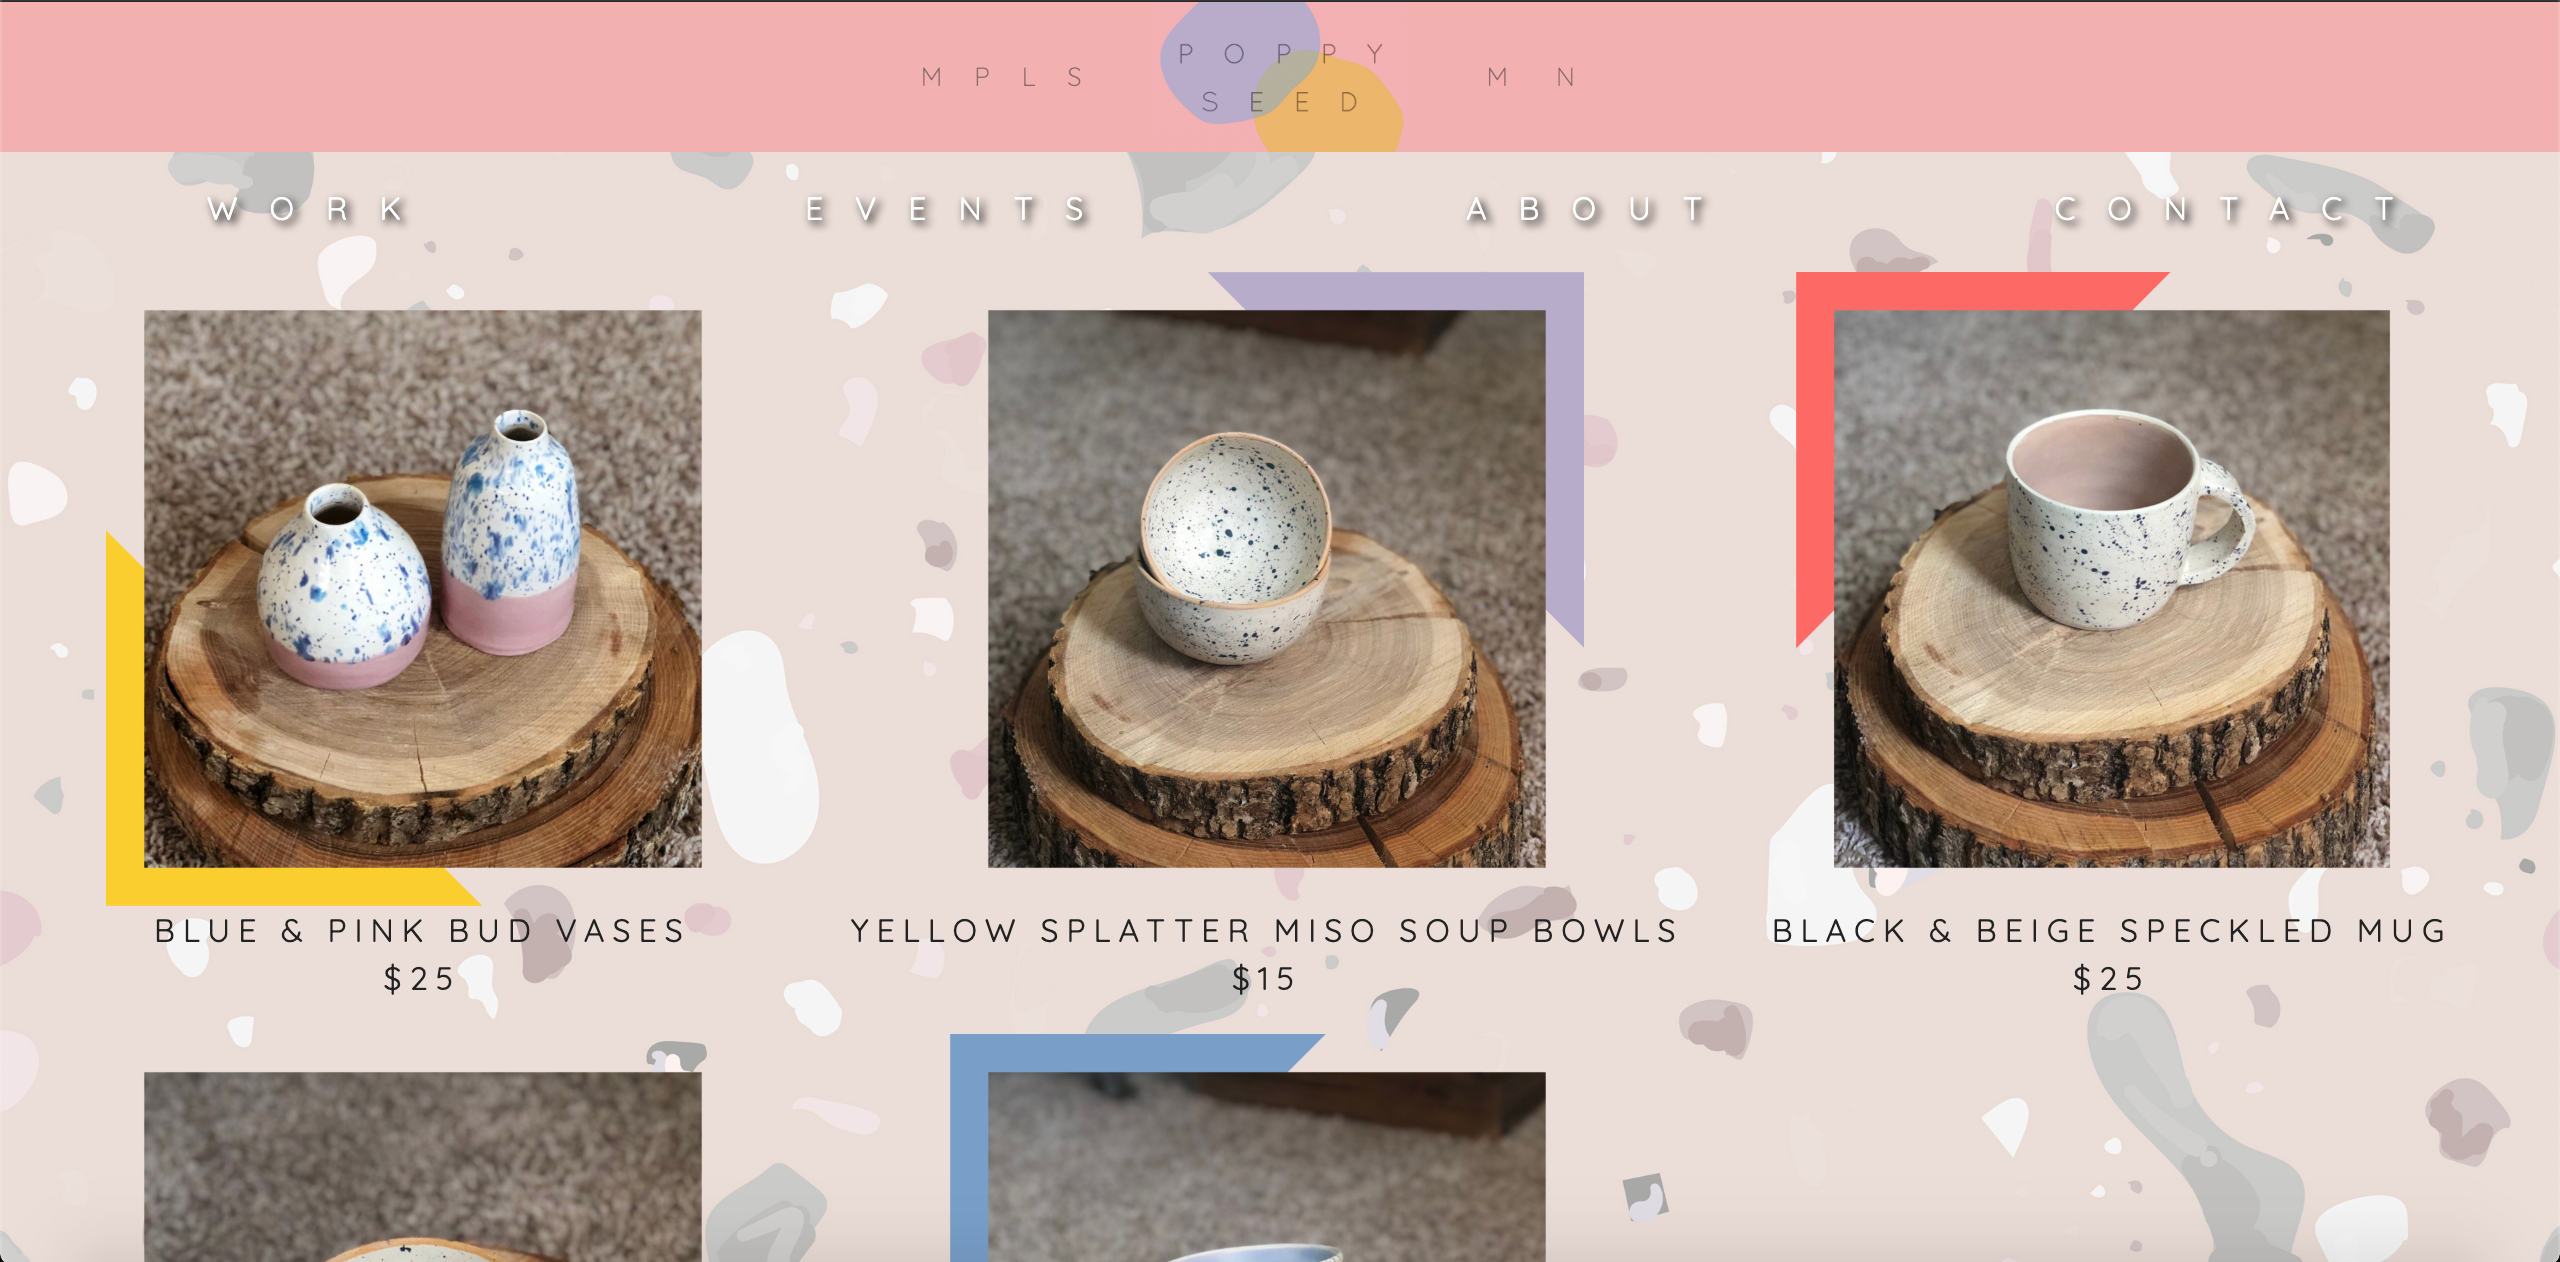 POPPY
MPLS MN
SEED
WORK EVENTS ABOUT CONTACT
BLUE & PINK BUD VASES
$25
YELLOW SPLATTER MISO SOUP BOWLS
$15
BLACK & BEIGE SPECKLED MUG
$25